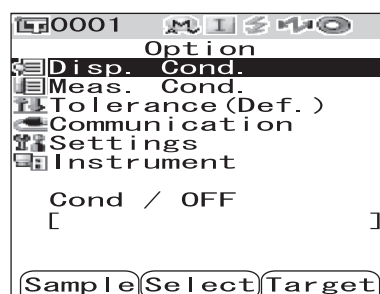 0001 M I
Option
Disp. Cond.
Meas. Cond.
Tolerance(Def.)
Communication
Settings
Instrument
Cond / OFF
[ ]
Sample Select Target